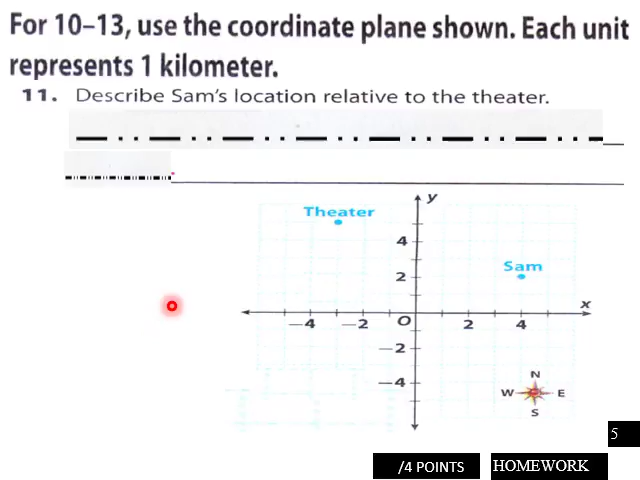 For 10–13, use the coordinate plane shown. Each unit
represents 1 kilometer.
11. Describe Sam's location relative to the theater.
y
Theater
4
Sam
2
x
−4 −2 O 2 4
−2
−4
N
W E
S
5
/4 POINTS HOMEWORK